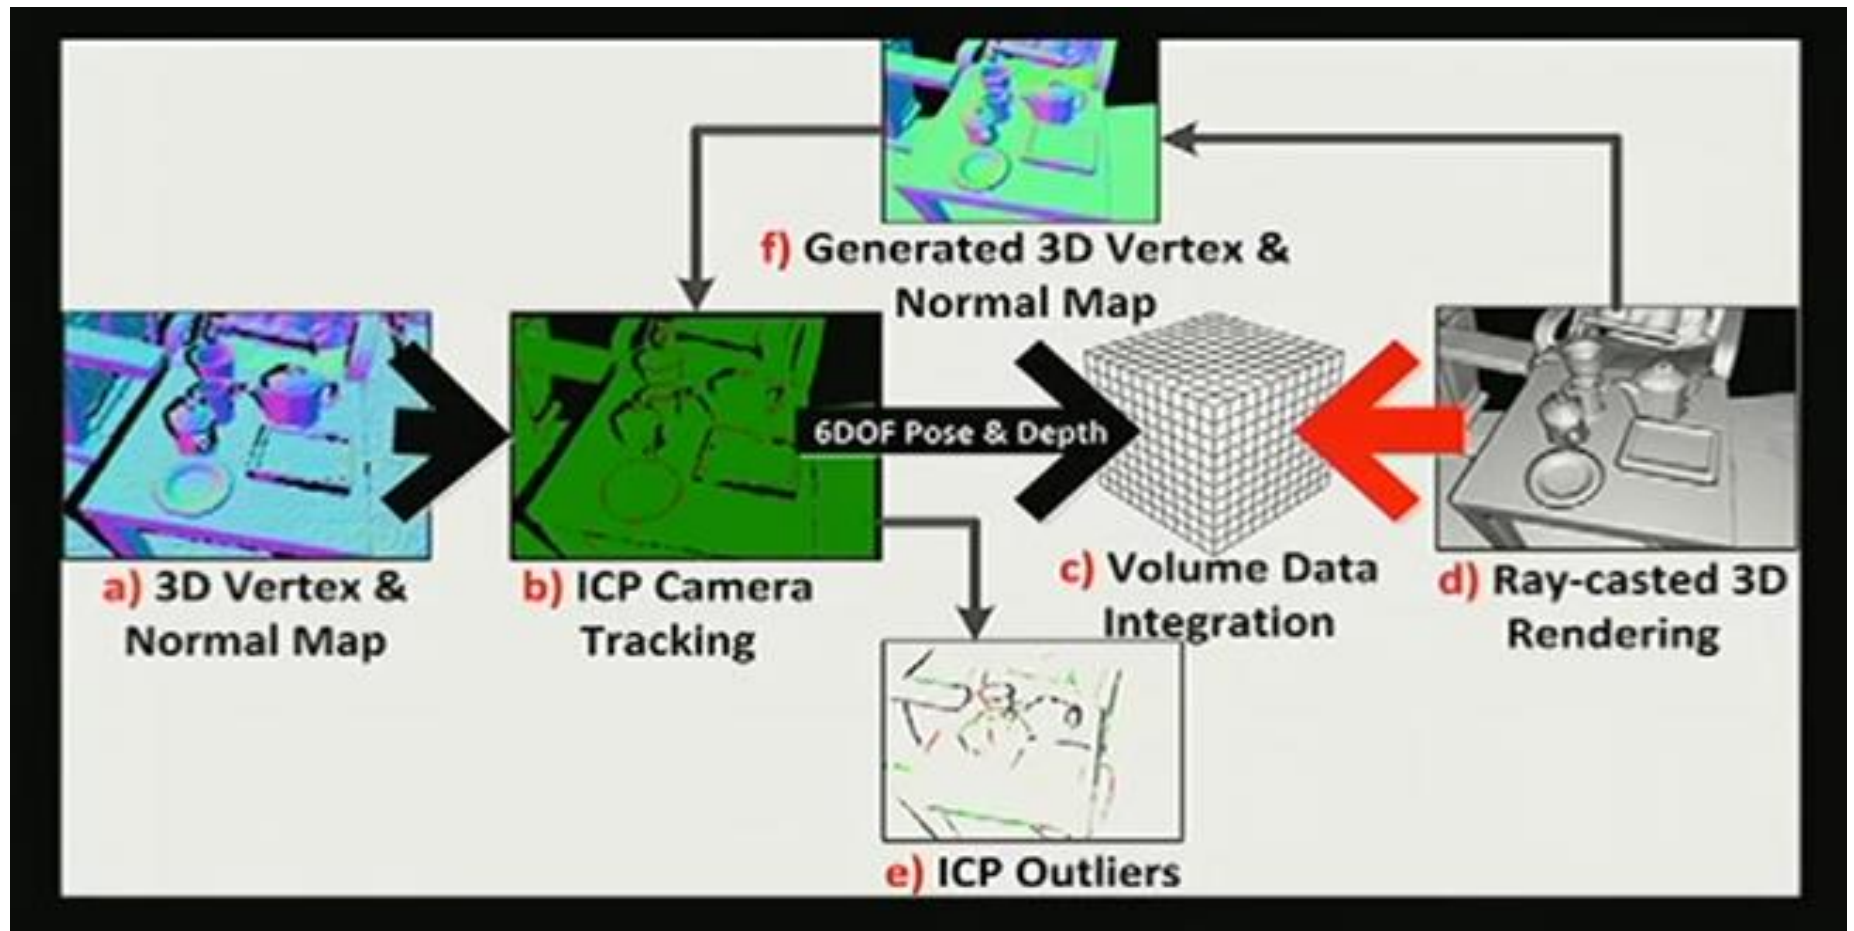 f) Generated 3D Vertex &
Normal Map
6DOF Pose & Depth
a) 3D Vertex &
Normal Map
b) ICP Camera
Tracking
c) Volume Data
Integration
d) Ray-casted 3D
Rendering
e) ICP Outliers